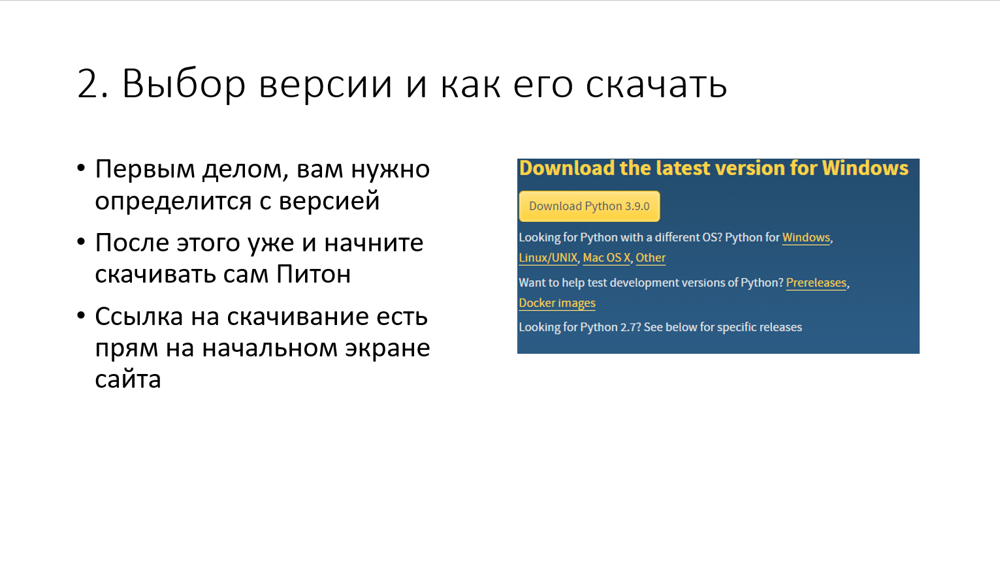 2. Выбор версии и как его скачать
• Первым делом, вам нужно
определится с версией
• После этого уже и начните
скачивать сам Питон
• Ссылка на скачивание есть
прям на начальном экране
сайта
Download the latest version for Windows
Download Python 3.9.0
Looking for Python with a different OS? Python for Windows,
Linux/UNIX, Mac OS X, Other
Want to help test development versions of Python? Prereleases,
Docker images
Looking for Python 2.7? See below for specific releases